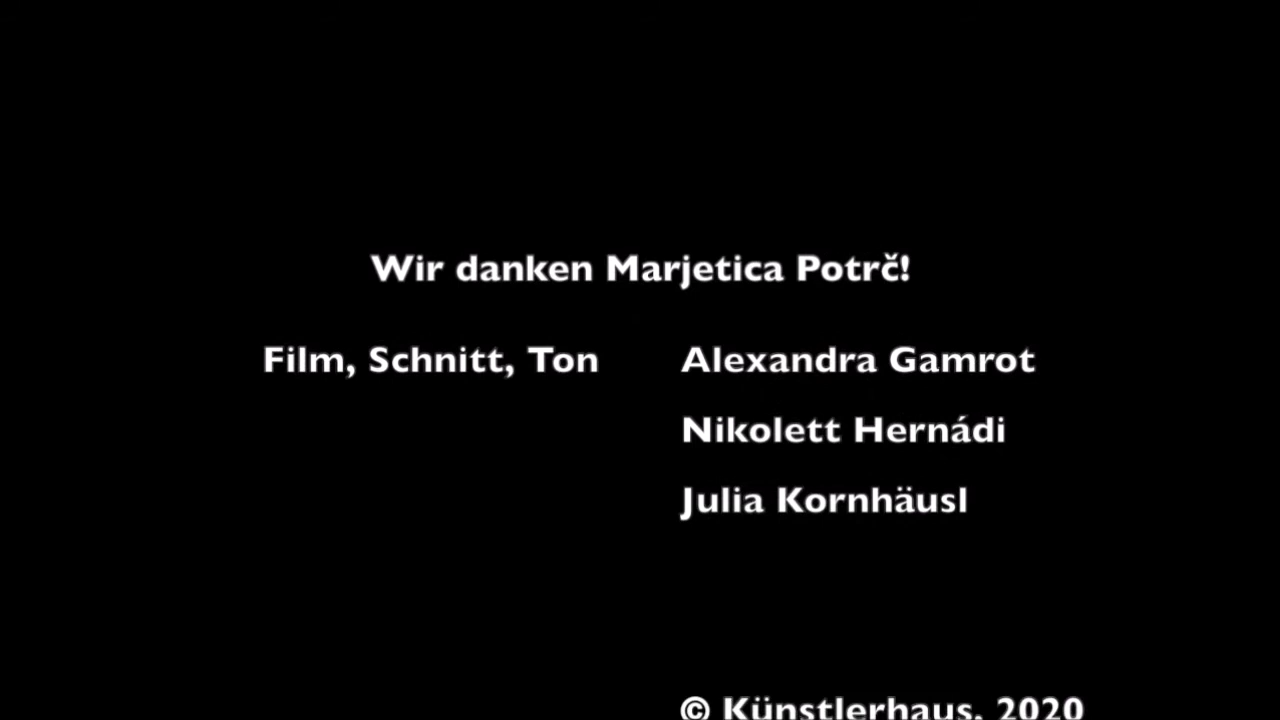 Wir danken Marjetica Potrč!
Film, Schnitt, Ton Alexandra Gamrot
Nikolett Hernádi
Julia Kornhäusl
© Künstlerhaus, 2020